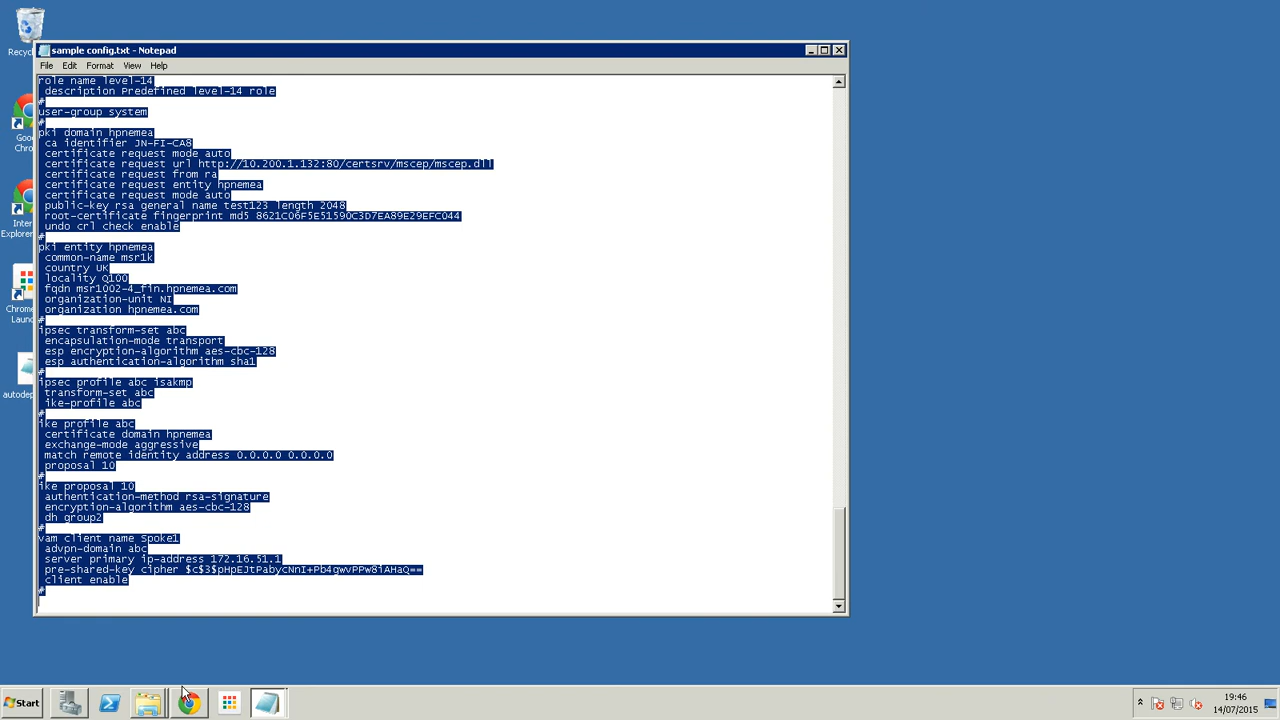 Recyc
sample config.txt - Notepad
File Edit Format View Help
role name level-14
description Predefined level-14 role
#
user-group system
#
pki domain hpnemea
ca identifier JN-FI-CA8
certificate request mode auto
certificate request url http://10.200.1.132:80/certsrv/mscep/mscep.dll
certificate request from ra
certificate request entity hpnemea
certificate request mode auto
public-key rsa general name test123 length 2048
root-certificate fingerprint md5 8621C06F5E51590C3D7EA89E29EFC044
undo crl check enable
#
pki entity hpnemea
common-name msr1k
country UK
locality Q100
fqdn msr1002-4_fin.hpnemea.com
organization-unit NI
organization hpnemea.com
#
ipsec transform-set abc
encapsulation-mode transport
esp encryption-algorithm aes-cbc-128
esp authentication-algorithm sha1
#
ipsec profile abc isakmp
transform-set abc
ike-profile abc
#
ike profile abc
certificate domain hpnemea
exchange-mode aggressive
match remote identity address 0.0.0.0 0.0.0.0
proposal 10
#
ike proposal 10
authentication-method rsa-signature
encryption-algorithm aes-cbc-128
dh group2
#
vam client name Spoke1
advpn-domain abc
server primary ip-address 172.16.51.1
pre-shared-key cipher $c$3$pHpEJtPabycNnI+Pb4gwvPPw8iAHaQ==
client enable
#
Goo
Chro
Inter
Explorer
Chrome
Laun
autodep
Start
19:46
14/07/2015